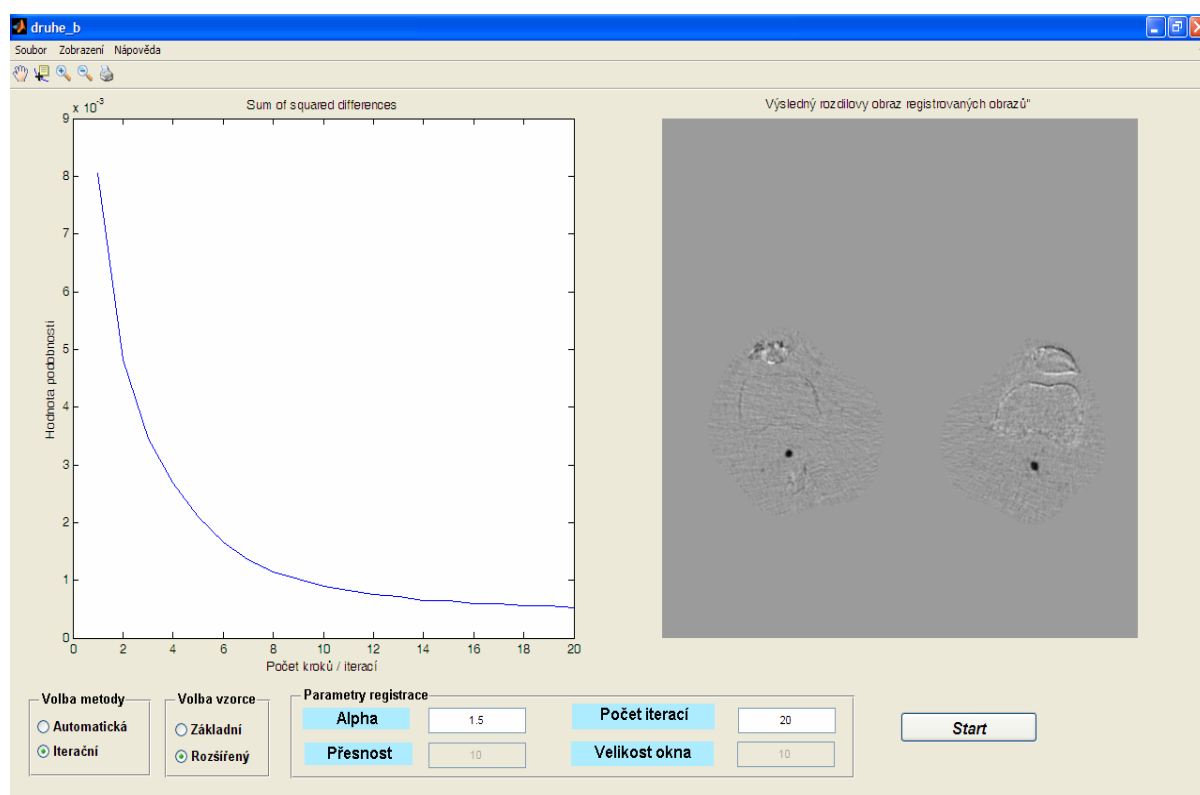 druhe_b
Soubor Zobrazení Nápověda
x 10-3
Sum of squared differences
Výsledný rozdilovy obraz registrovaných obrazů"
9
8
7
6
5
4
3
2
1
0
Hodnota podobnosti
0 2 4 6 8 10 12 14 16 18 20
Počet kroků / iterací
Volba metody
Automatická
Iterační
Volba vzorce
Základní
Rozšířený
Parametry registrace
Alpha 1.5 Počet iterací 20
Přesnost 10 Velikost okna 10
Start